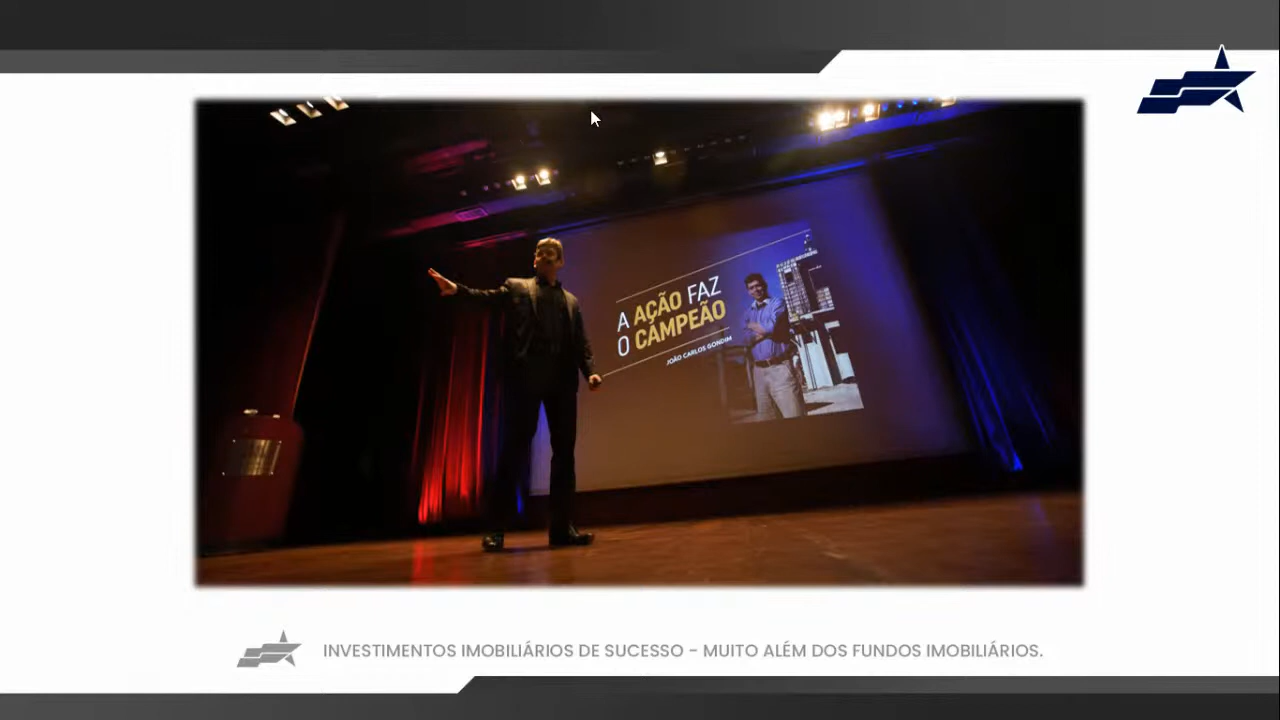 A AÇÃO FAZ
O CAMPEÃO
JOÃO CARLOS GONDIM
INVESTIMENTOS IMOBILIÁRIOS DE SUCESSO - MUITO ALÉM DOS FUNDOS IMOBILIÁRIOS.